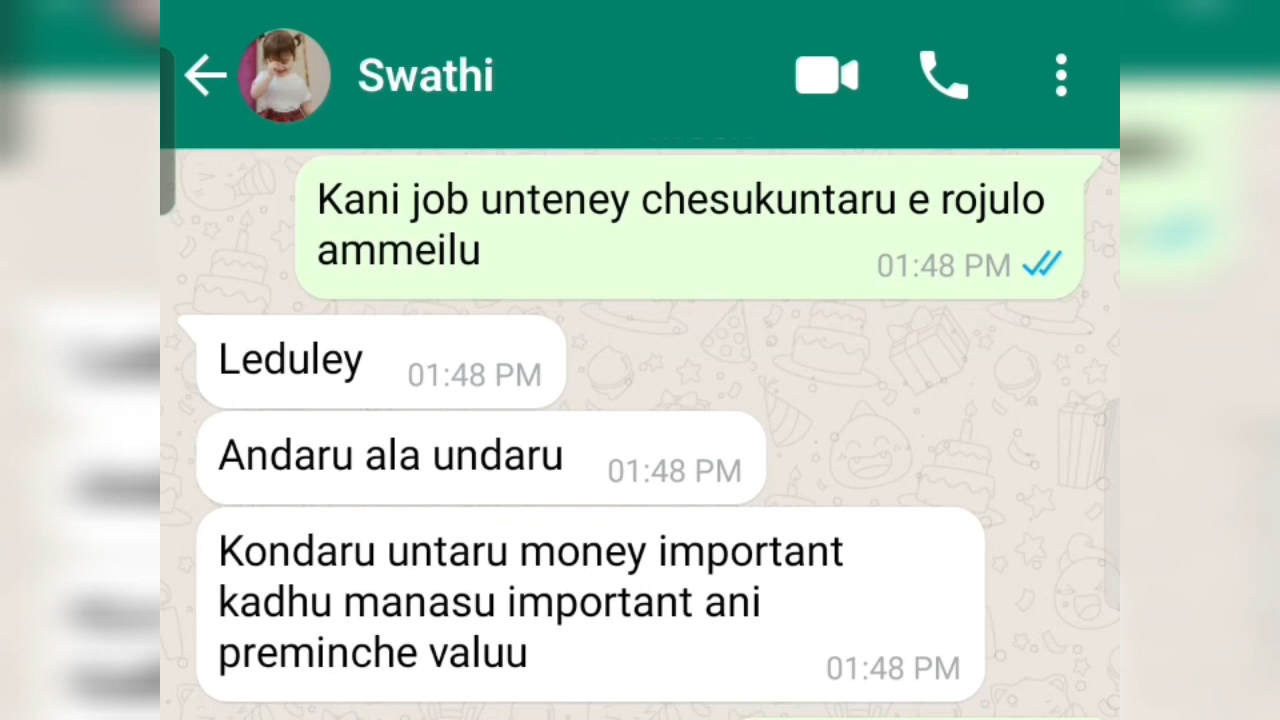 Swathi
Kani job unteney chesukuntaru e rojulo
ammeilu
01:48 PM
Leduley
01:48 PM
Andaru ala undaru
01:48 PM
Kondaru untaru money important
kadhu manasu important ani
preminche valuu
01:48 PM